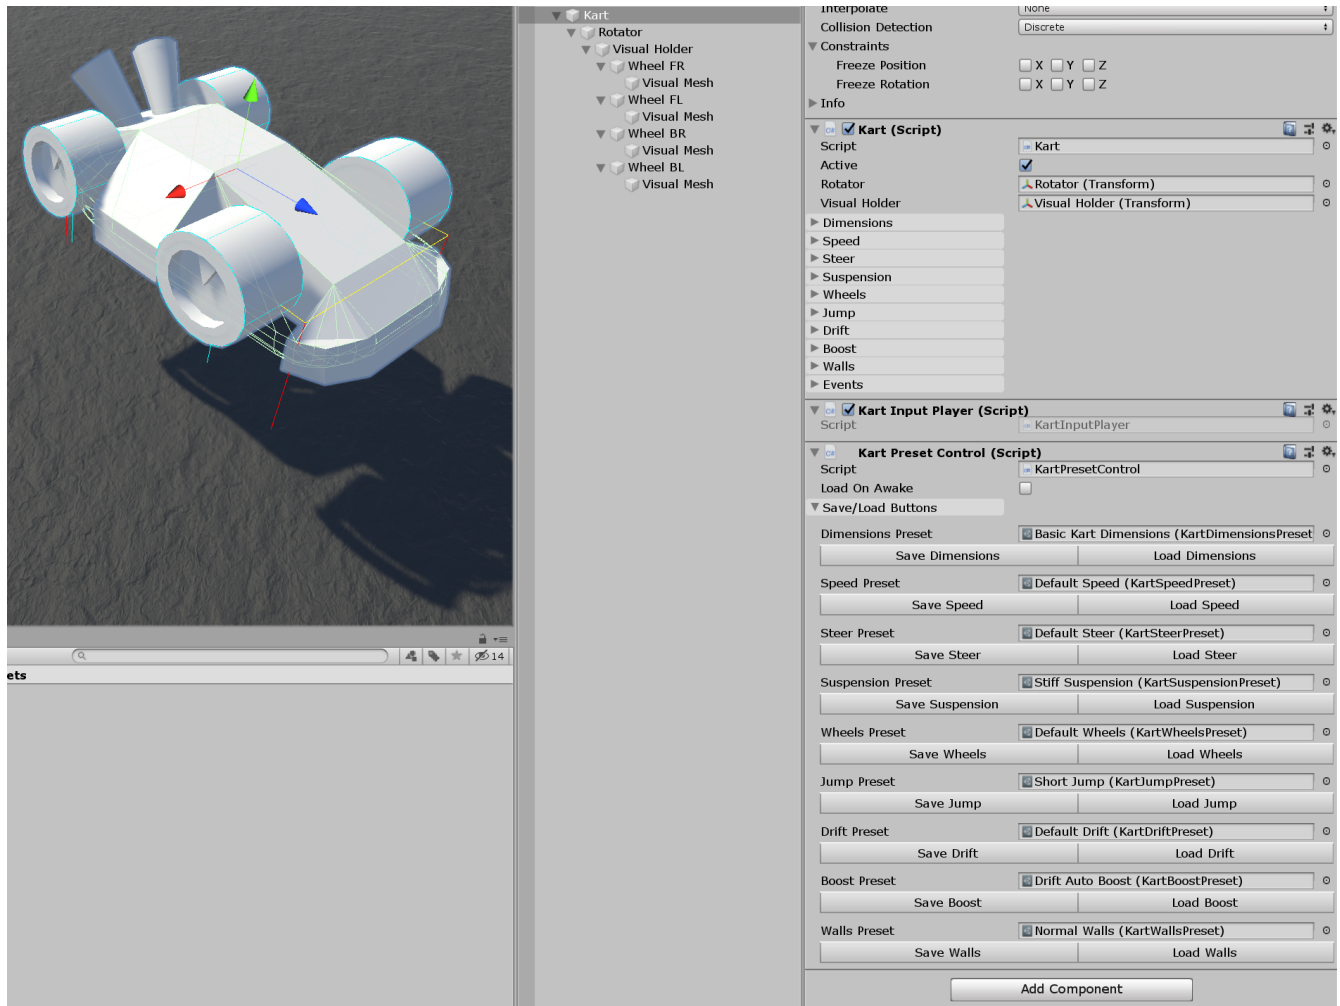 Kart
Rotator
Visual Holder
Wheel FR
Visual Mesh
Wheel FL
Visual Mesh
Wheel BR
Visual Mesh
Wheel BL
Visual Mesh
14
ets
Interpolate None
Collision Detection Discrete
Constraints
Freeze Position X Y Z
Freeze Rotation X Y Z
Info
Kart (Script)
Script Kart
Active
Rotator Rotator (Transform)
Visual Holder Visual Holder (Transform)
Dimensions
Speed
Steer
Suspension
Wheels
Jump
Drift
Boost
Walls
Events
Kart Input Player (Script)
Script KartInputPlayer
Kart Preset Control (Script)
Script KartPresetControl
Load On Awake
Save/Load Buttons
Dimensions Preset Basic Kart Dimensions (KartDimensionsPreset
Save Dimensions Load Dimensions
Speed Preset Default Speed (KartSpeedPreset)
Save Speed Load Speed
Steer Preset Default Steer (KartSteerPreset)
Save Steer Load Steer
Suspension Preset Stiff Suspension (KartSuspensionPreset)
Save Suspension Load Suspension
Wheels Preset Default Wheels (KartWheelsPreset)
Save Wheels Load Wheels
Jump Preset Short Jump (KartJumpPreset)
Save Jump Load Jump
Drift Preset Default Drift (KartDriftPreset)
Save Drift Load Drift
Boost Preset Drift Auto Boost (KartBoostPreset)
Save Boost Load Boost
Walls Preset Normal Walls (KartWallsPreset)
Save Walls Load Walls
Add Component